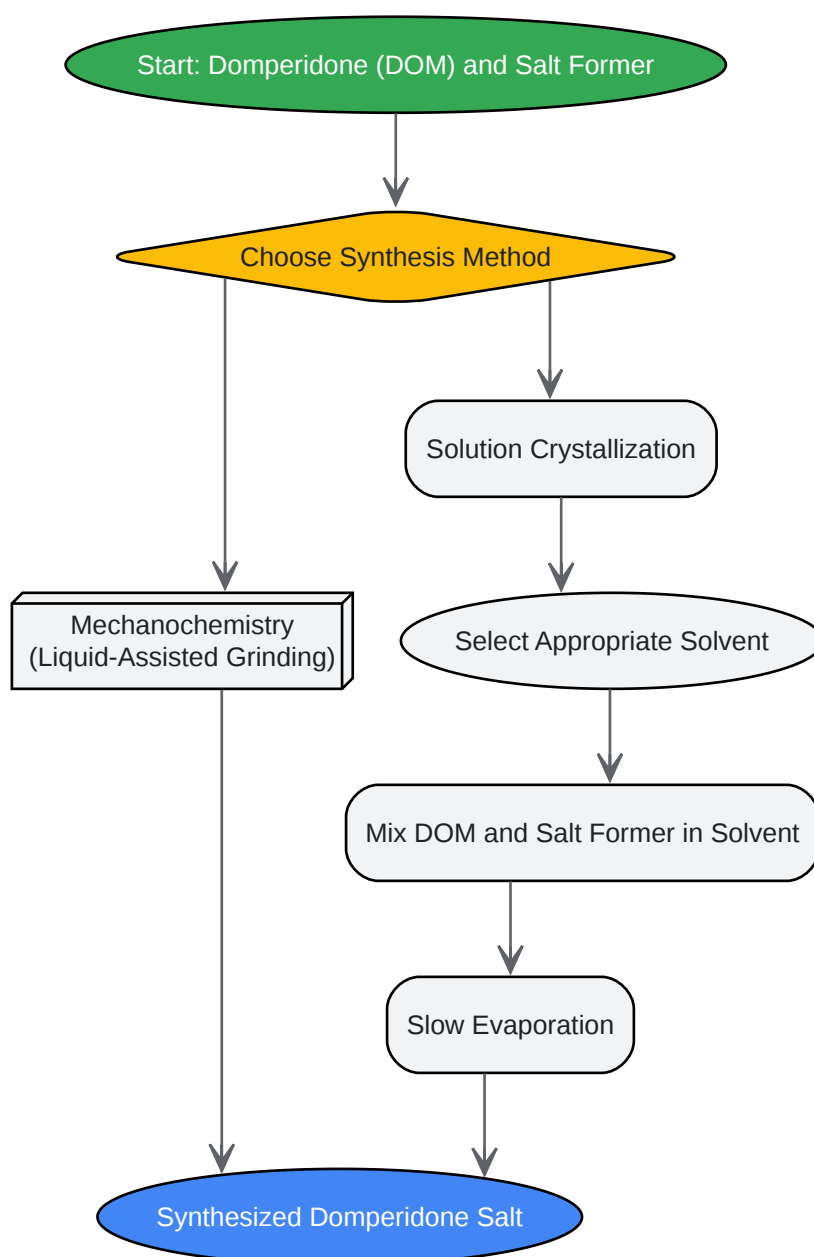 Start: Domperidone (DOM) and Salt Former
Choose Synthesis Method
Solution Crystallization
Mechanochemistry
(Liquid-Assisted Grinding)
Select Appropriate Solvent
Mix DOM and Salt Former in Solvent
Slow Evaporation
Synthesized Domperidone Salt